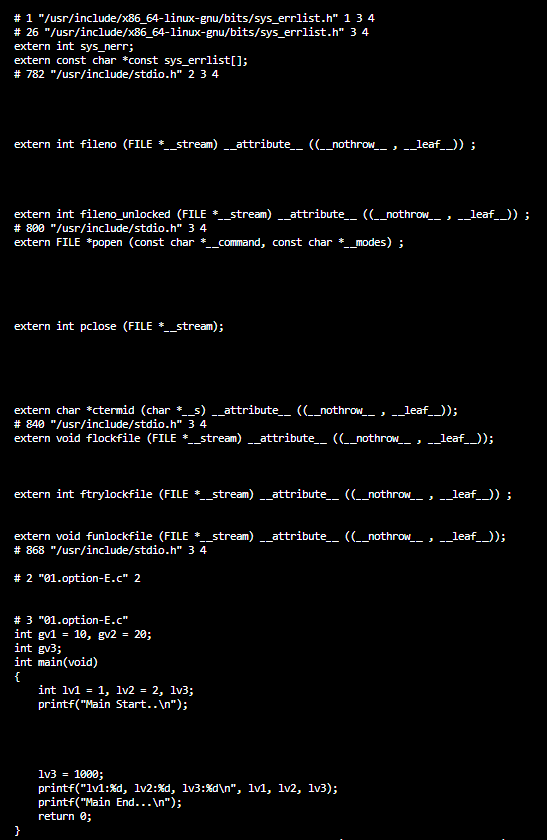 # 1 "/usr/include/x86_64-linux-gnu/bits/sys_errlist.h" 1 3 4
# 26 "/usr/include/x86_64-linux-gnu/bits/sys_errlist.h" 3 4
extern int sys_nerr;
extern const char *const sys_errlist[];
# 782 "/usr/include/stdio.h" 2 3 4
extern int fileno (FILE *__stream) __attribute__ ((__nothrow__ , __leaf__)) ;
extern int fileno_unlocked (FILE *__stream) __attribute__ ((__nothrow__ , __leaf__)) ;
# 800 "/usr/include/stdio.h" 3 4
extern FILE *popen (const char *__command, const char *__modes) ;
extern int pclose (FILE *__stream);
extern char *ctermid (char *__s) __attribute__ ((__nothrow__ , __leaf__));
# 840 "/usr/include/stdio.h" 3 4
extern void flockfile (FILE *__stream) __attribute__ ((__nothrow__ , __leaf__));
extern int ftrylockfile (FILE *__stream) __attribute__ ((__nothrow__ , __leaf__)) ;
extern void funlockfile (FILE *__stream) __attribute__ ((__nothrow__ , __leaf__));
# 868 "/usr/include/stdio.h" 3 4
# 2 "01.option-E.c" 2
# 3 "01.option-E.c"
int gv1 = 10, gv2 = 20;
int gv3;
int main(void)
{
    int lv1 = 1, lv2 = 2, lv3;
    printf("Main Start..\n");
    lv3 = 1000;
    printf("lv1:%d, lv2:%d, lv3:%d\n", lv1, lv2, lv3);
    printf("Main End...\n");
    return 0;
}